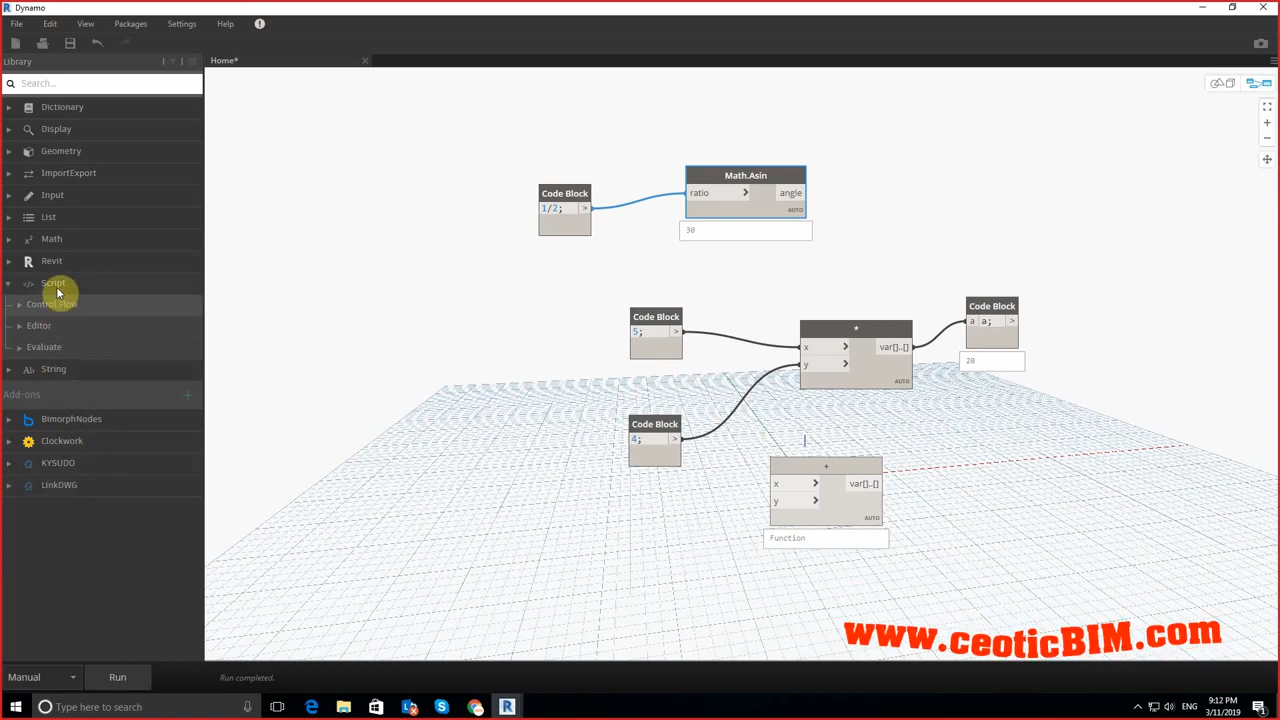 Dynamo
File Edit View Packages Settings Help
Library
Home*
Search...
Dictionary
Display
Geometry
ImportExport
Input
List
Math
Revit
Script
Control Flow
Editor
Evaluate
String
Add-ons
BimorphNodes
Clockwork
KYSUDO
LinkDWG
Code Block
1/2; >
Math.Asin
ratio > angle
AUTO
30
Code Block
5; >
Code Block
4; >
*
x > var[]..[]
y >
AUTO
Code Block
a a; >
20
+
x > var[]..[]
y >
AUTO
Function
www.ceoticBIM.com
Manual Run Run completed.
Type here to search
ENG
9:12 PM
3/11/2019